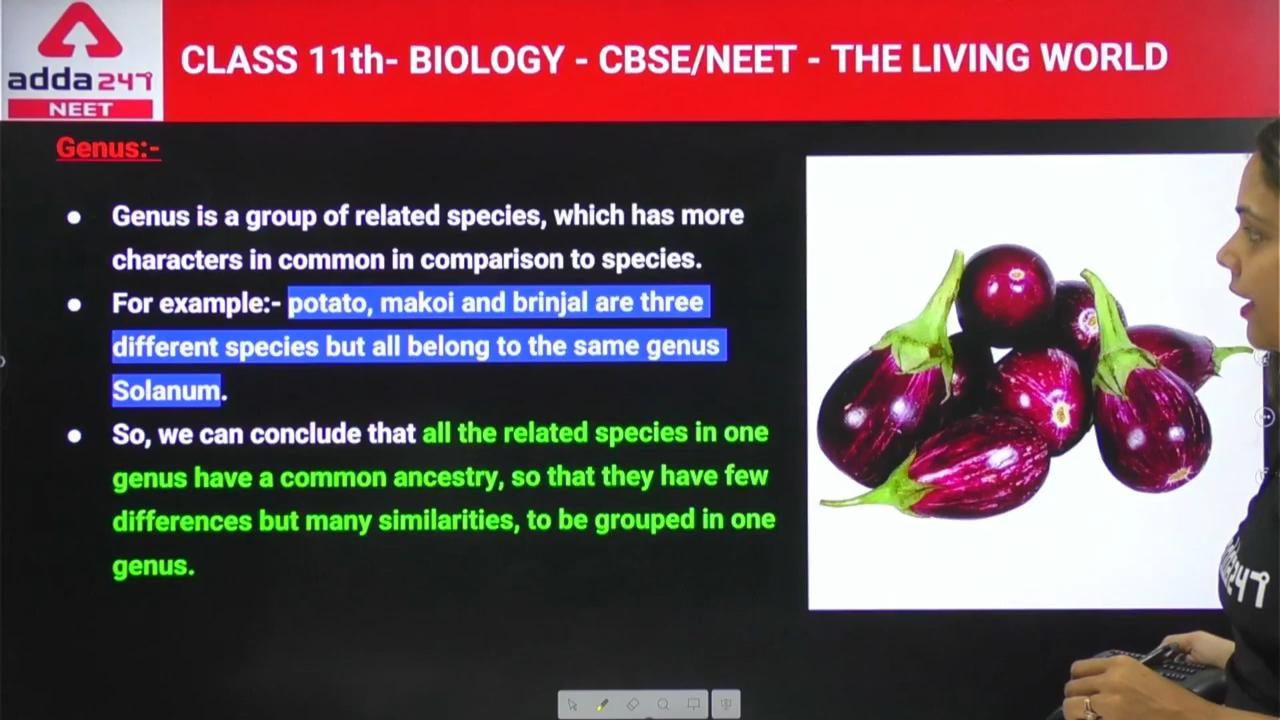 adda247
NEET
CLASS 11th- BIOLOGY - CBSE/NEET - THE LIVING WORLD
Genus:-
● Genus is a group of related species, which has more
characters in common in comparison to species.
● For example:- potato, makoi and brinjal are three
different species but all belong to the same genus
Solanum.
● So, we can conclude that all the related species in one
genus have a common ancestry, so that they have few
differences but many similarities, to be grouped in one
genus.